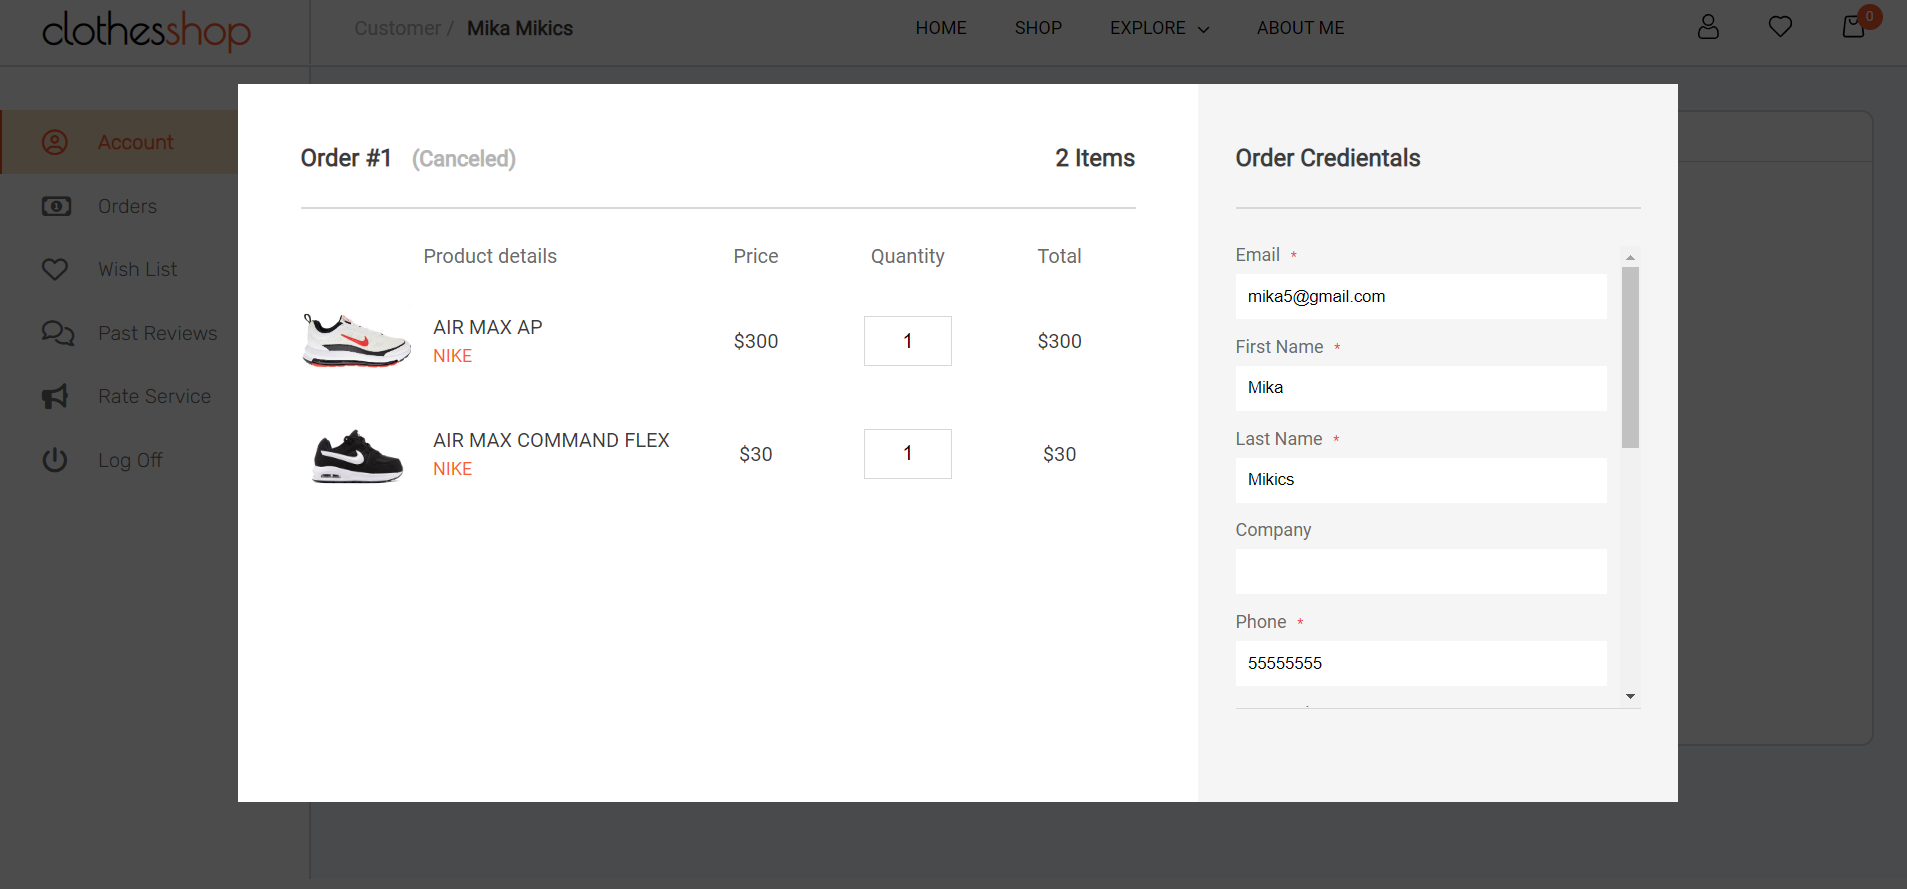 clothesshop
Customer / Mika Mikics
HOME
SHOP
EXPLORE
ABOUT ME
0
Account
Orders
Wish List
Past Reviews
Rate Service
Log Off
Order #1 (Canceled)
2 Items
Product details Price Quantity Total
AIR MAX AP
NIKE
$300 1 $300
AIR MAX COMMAND FLEX
NIKE
$30 1 $30
Order Credientals
Email *
mika5@gmail.com
First Name *
Mika
Last Name *
Mikics
Company
Phone *
55555555